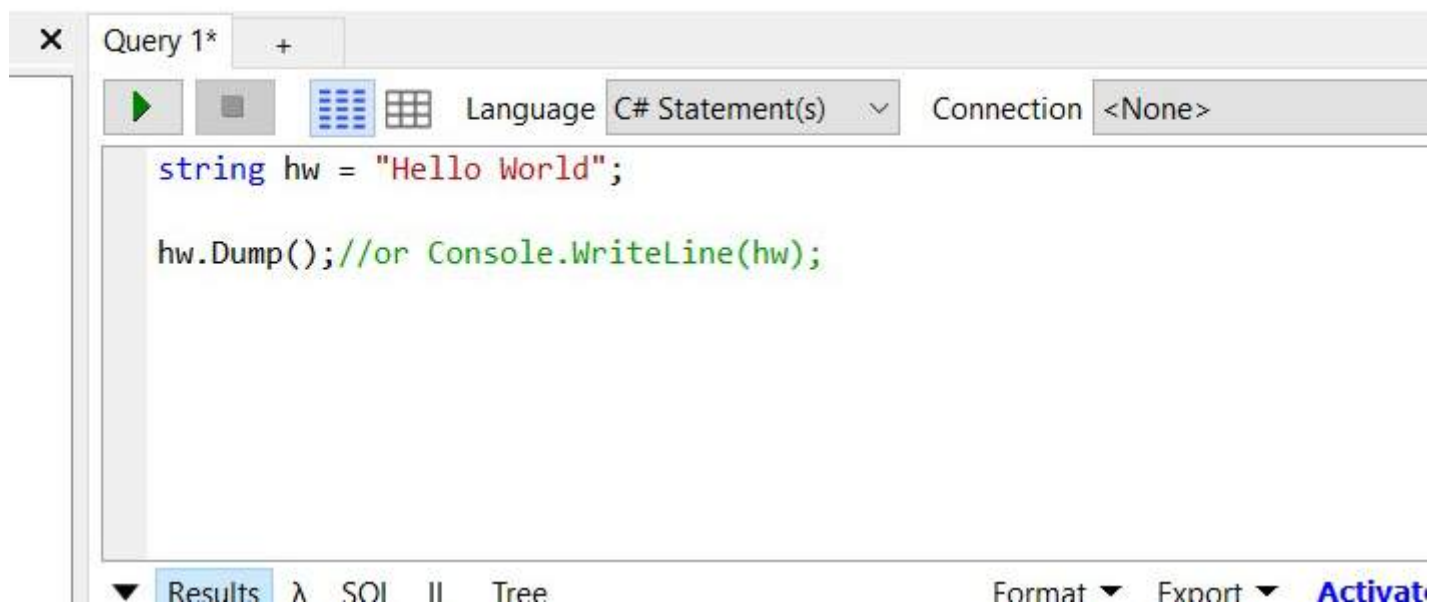 Query 1* +
Language C# Statement(s) Connection <None>
string hw = "Hello World";
hw.Dump();//or Console.WriteLine(hw);
Results λ SQL IL Tree Format Export